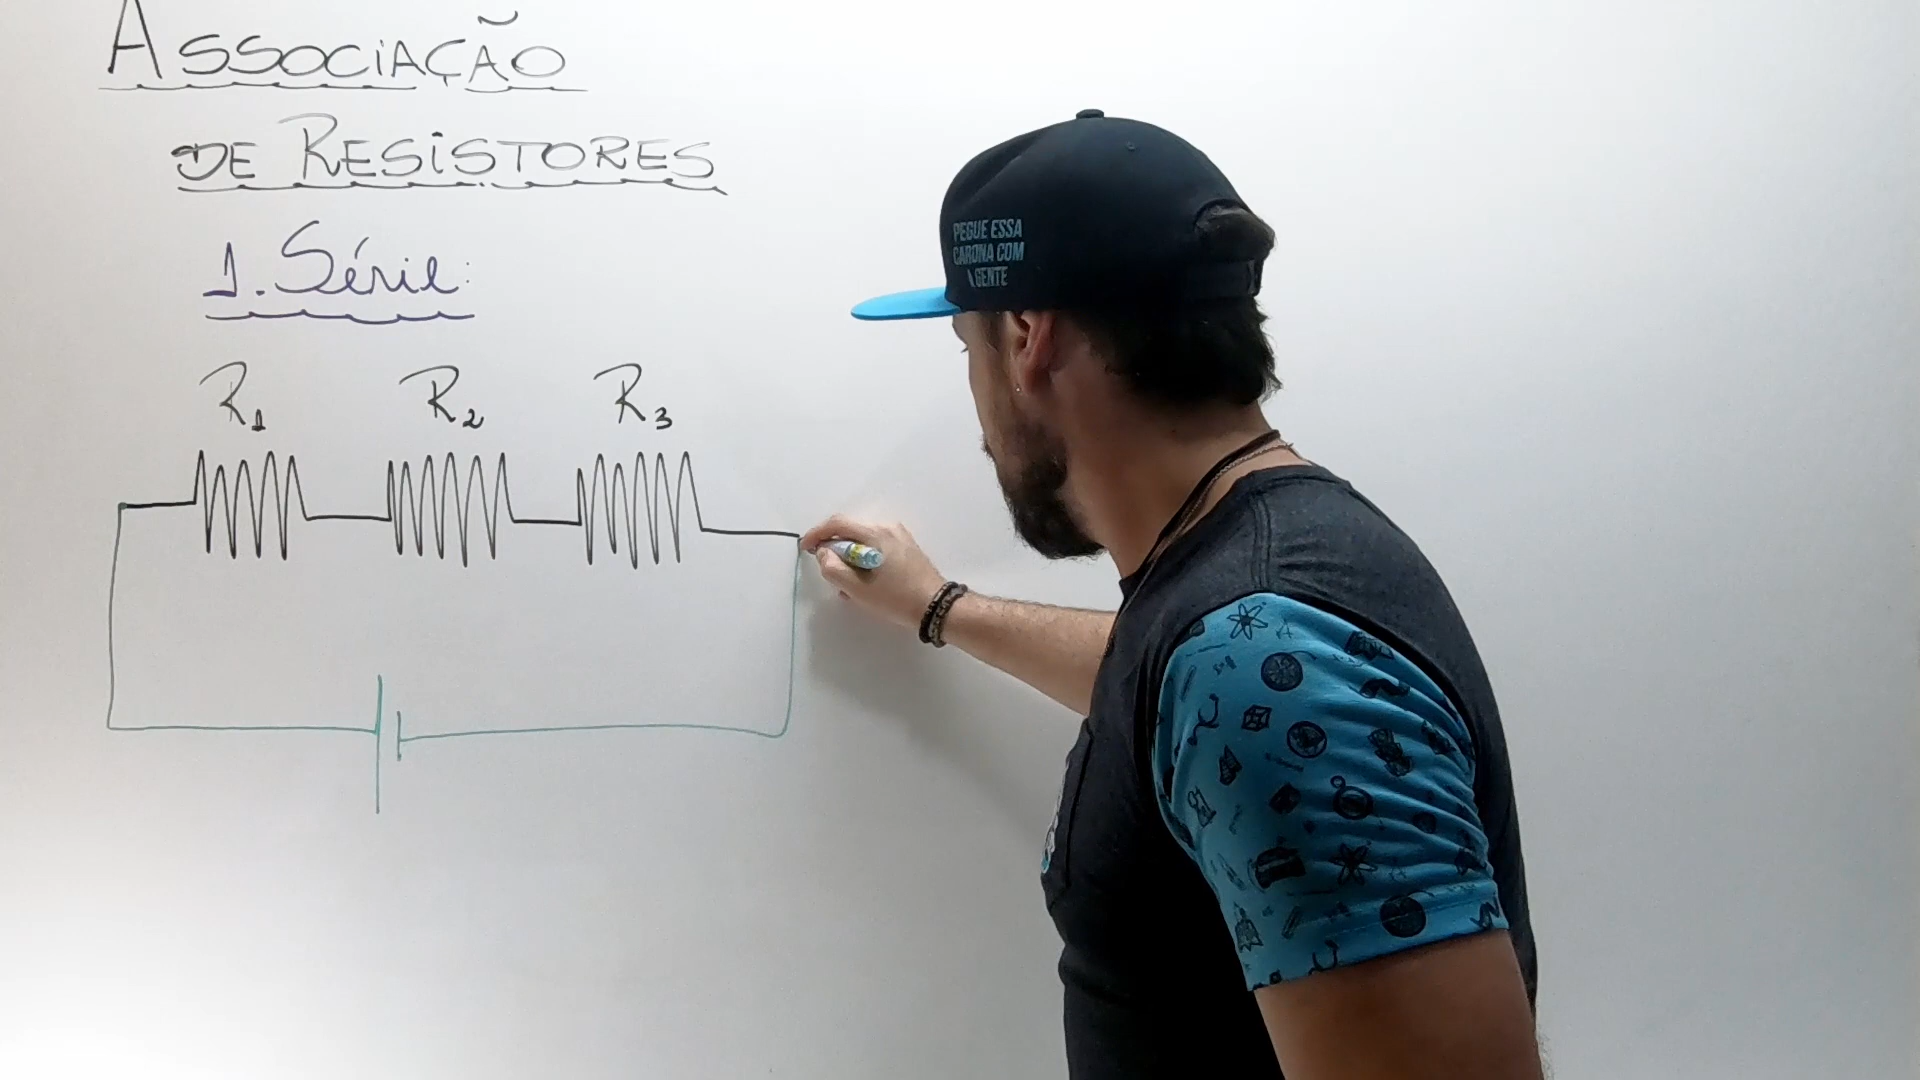 ASSOCIAÇÃO
DE RESISTORES
1. Série:
R1 R2 R3
PEGUE ESSA
CARONA COM
A GENTE